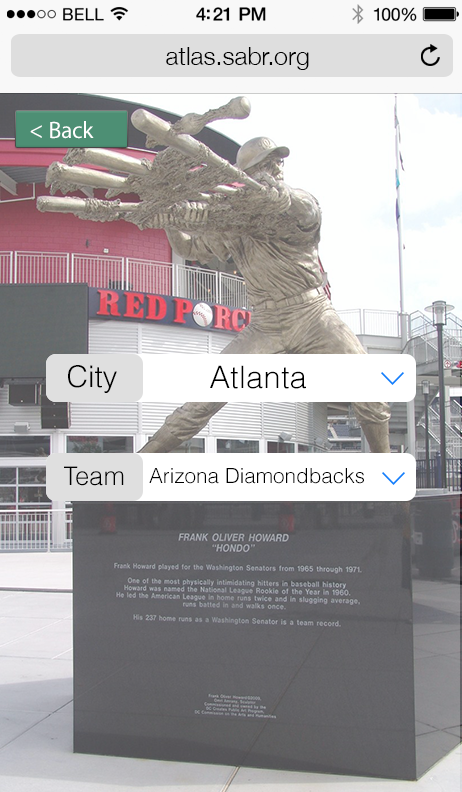 BELL 4:21 PM 100%
atlas.sabr.org
< Back
RED PORC
City Atlanta
Team Arizona Diamondbacks
FRANK OLIVER HOWARD
"HONDO"
Frank Howard played for the Washington Senators from 1965 through 1971.
One of the most physically intimidating hitters in baseball history
Howard was named the National League Rookie of the Year in 1960.
He led the American League in home runs twice and in slugging average,
runs batted in and walks once.
His 237 home runs as a Washington Senator is a team record.